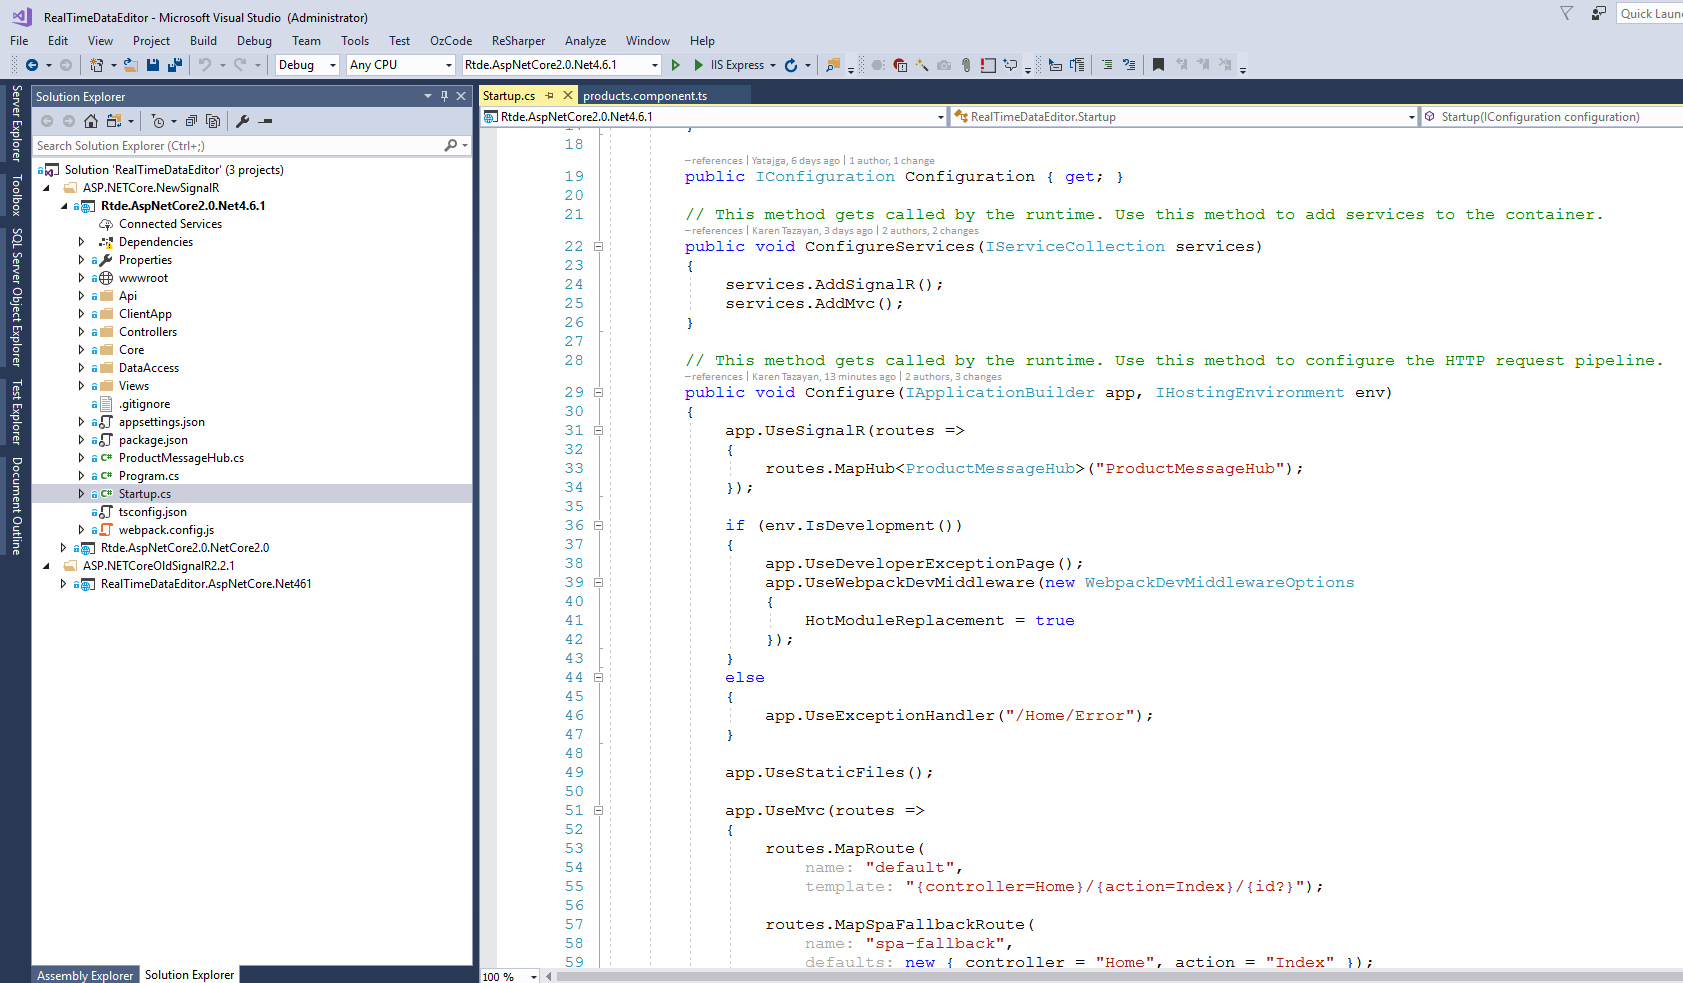 RealTimeDataEditor - Microsoft Visual Studio (Administrator)
Quick Laun
File Edit View Project Build Debug Team Tools Test OzCode ReSharper Analyze Window Help
Debug Any CPU Rtde.AspNetCore2.0.Net4.6.1 IIS Express
Server Explorer
Toolbox
SQL Server Object Explorer
Test Explorer
Document Outline
Solution Explorer
Search Solution Explorer (Ctrl+;)
Solution 'RealTimeDataEditor' (3 projects)
ASP.NETCore.NewSignalR
Rtde.AspNetCore2.0.Net4.6.1
Connected Services
Dependencies
Properties
wwwroot
Api
ClientApp
Controllers
Core
DataAccess
Views
.gitignore
appsettings.json
package.json
C# ProductMessageHub.cs
C# Program.cs
C# Startup.cs
tsconfig.json
webpack.config.js
Rtde.AspNetCore2.0.NetCore2.0
ASP.NETCoreOldSignalR2.2.1
RealTimeDataEditor.AspNetCore.Net461
Assembly Explorer Solution Explorer
Startup.cs products.component.ts
Rtde.AspNetCore2.0.Net4.6.1 RealTimeDataEditor.Startup Startup(IConfiguration configuration)
18
– references | Yatajga, 6 days ago | 1 author, 1 change
19 public IConfiguration Configuration { get; }
20
21 // This method gets called by the runtime. Use this method to add services to the container.
– references | Karen Tazayan, 3 days ago | 2 authors, 2 changes
22 public void ConfigureServices(IServiceCollection services)
23 {
24 services.AddSignalR();
25 services.AddMvc();
26 }
27
28 // This method gets called by the runtime. Use this method to configure the HTTP request pipeline.
– references | Karen Tazayan, 13 minutes ago | 2 authors, 3 changes
29 public void Configure(IApplicationBuilder app, IHostingEnvironment env)
30 {
31 app.UseSignalR(routes =>
32 {
33 routes.MapHub<ProductMessageHub>("ProductMessageHub");
34 });
35
36 if (env.IsDevelopment())
37 {
38 app.UseDeveloperExceptionPage();
39 app.UseWebpackDevMiddleware(new WebpackDevMiddlewareOptions
40 {
41 HotModuleReplacement = true
42 });
43 }
44 else
45 {
46 app.UseExceptionHandler("/Home/Error");
47 }
48
49 app.UseStaticFiles();
50
51 app.UseMvc(routes =>
52 {
53 routes.MapRoute(
54 name: "default",
55 template: "{controller=Home}/{action=Index}/{id?}");
56
57 routes.MapSpaFallbackRoute(
58 name: "spa-fallback",
59 defaults: new { controller = "Home", action = "Index" });
100 %